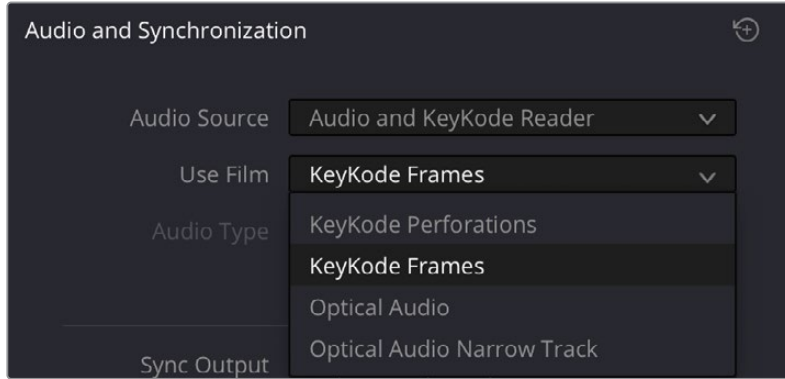 Audio and Synchronization
Audio Source Audio and KeyKode Reader
Use Film KeyKode Frames
Audio Type KeyKode Perforations
KeyKode Frames
Optical Audio
Optical Audio Narrow Track
Sync Output